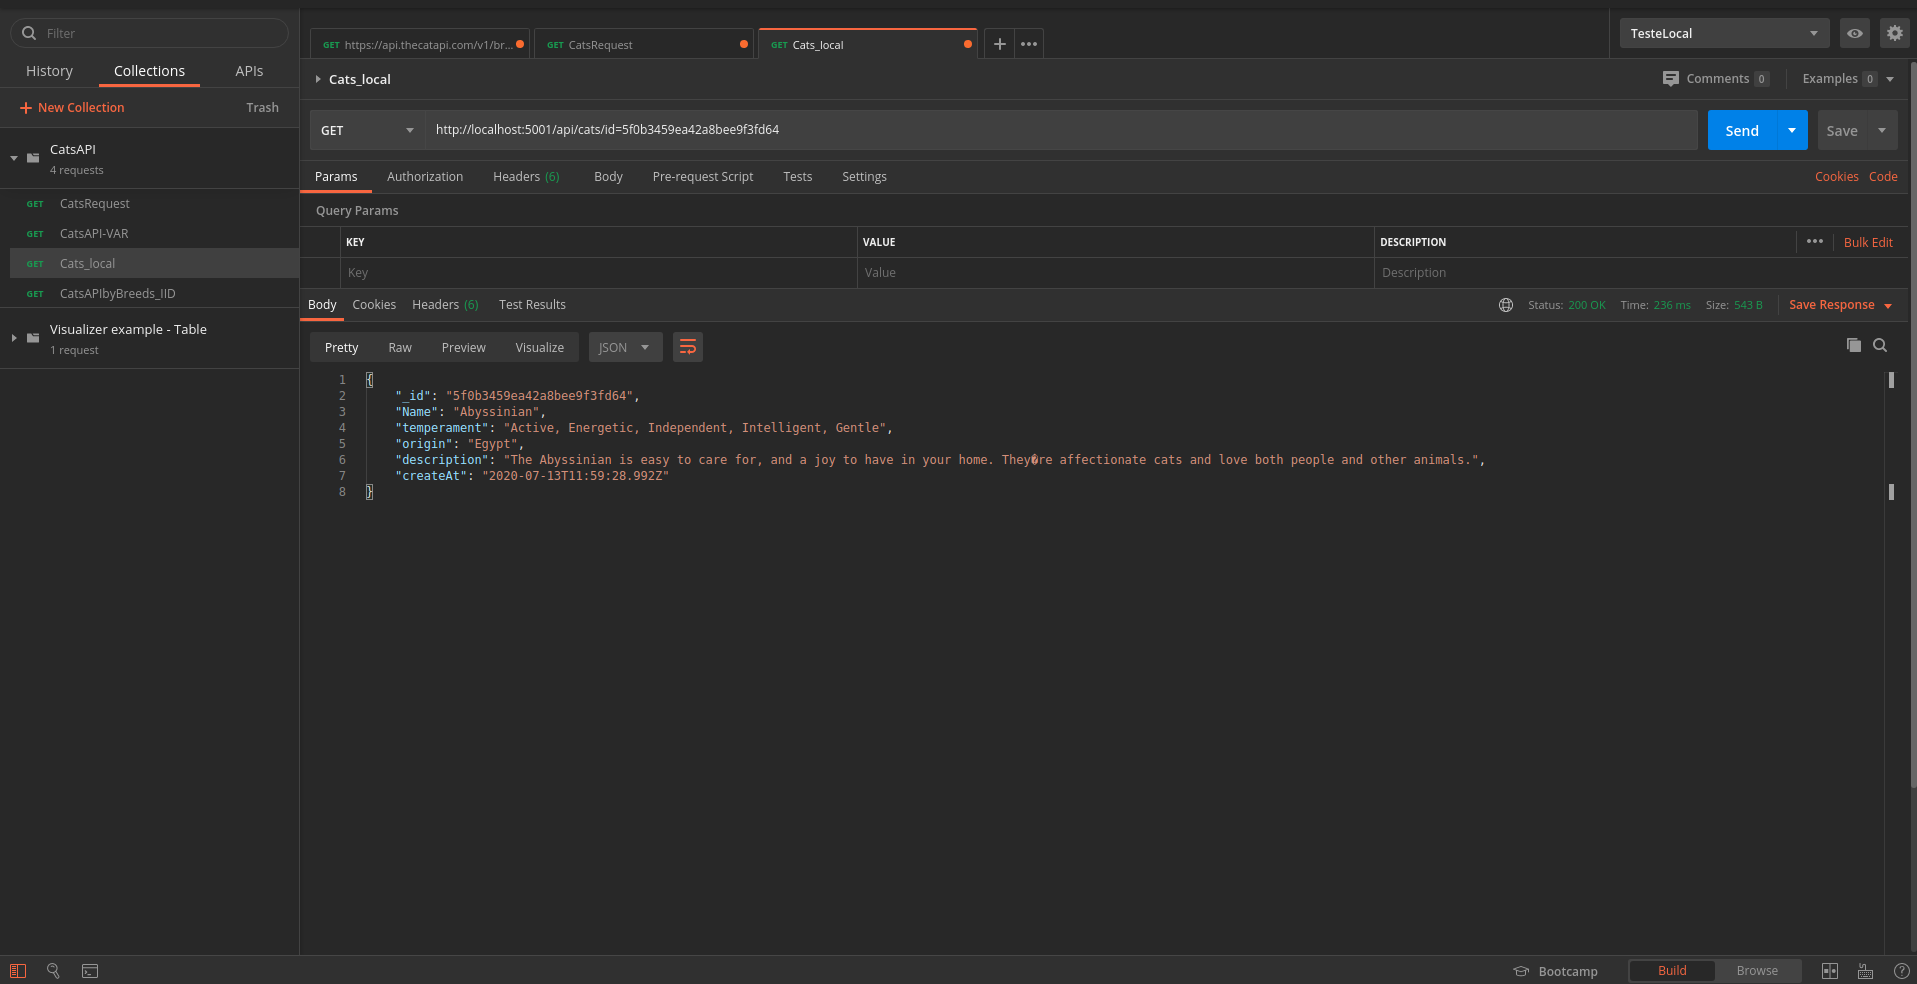 Filter
History Collections APIs
New Collection Trash
CatsAPI
4 requests
GET CatsRequest
GET CatsAPI-VAR
GET Cats_local
GET CatsAPIbyBreeds_IID
Visualizer example - Table
1 request
GET https://api.thecatapi.com/v1/br...
GET CatsRequest
GET Cats_local
TesteLocal
Cats_local
Comments 0 Examples 0
GET http://localhost:5001/api/cats/id=5f0b3459ea42a8bee9f3fd64 Send Save
Params Authorization Headers (6) Body Pre-request Script Tests Settings Cookies Code
Query Params
KEY VALUE DESCRIPTION Bulk Edit
Key Value Description
Body Cookies Headers (6) Test Results Status: 200 OK Time: 236 ms Size: 543 B Save Response
Pretty Raw Preview Visualize JSON
1 {
2 "_id": "5f0b3459ea42a8bee9f3fd64",
3 "Name": "Abyssinian",
4 "temperament": "Active, Energetic, Independent, Intelligent, Gentle",
5 "origin": "Egypt",
6 "description": "The Abyssinian is easy to care for, and a joy to have in your home. They�re affectionate cats and love both people and other animals.",
7 "createAt": "2020-07-13T11:59:28.992Z"
8 }
Bootcamp Build Browse